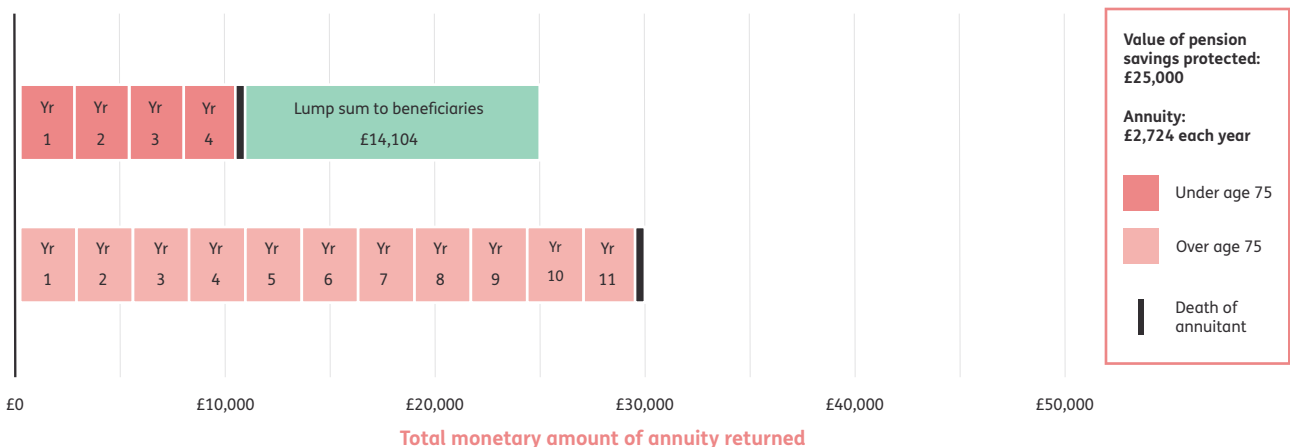 Yr Yr Yr Yr Lump sum to beneficiaries
1 2 3 4 £14,104
Yr Yr Yr Yr Yr Yr Yr Yr Yr Yr Yr
1 2 3 4 5 6 7 8 9 10 11
£0 £10,000 £20,000 £30,000 £40,000 £50,000
Total monetary amount of annuity returned
Value of pension
savings protected:
£25,000
Annuity:
£2,724 each year
Under age 75
Over age 75
Death of
annuitant